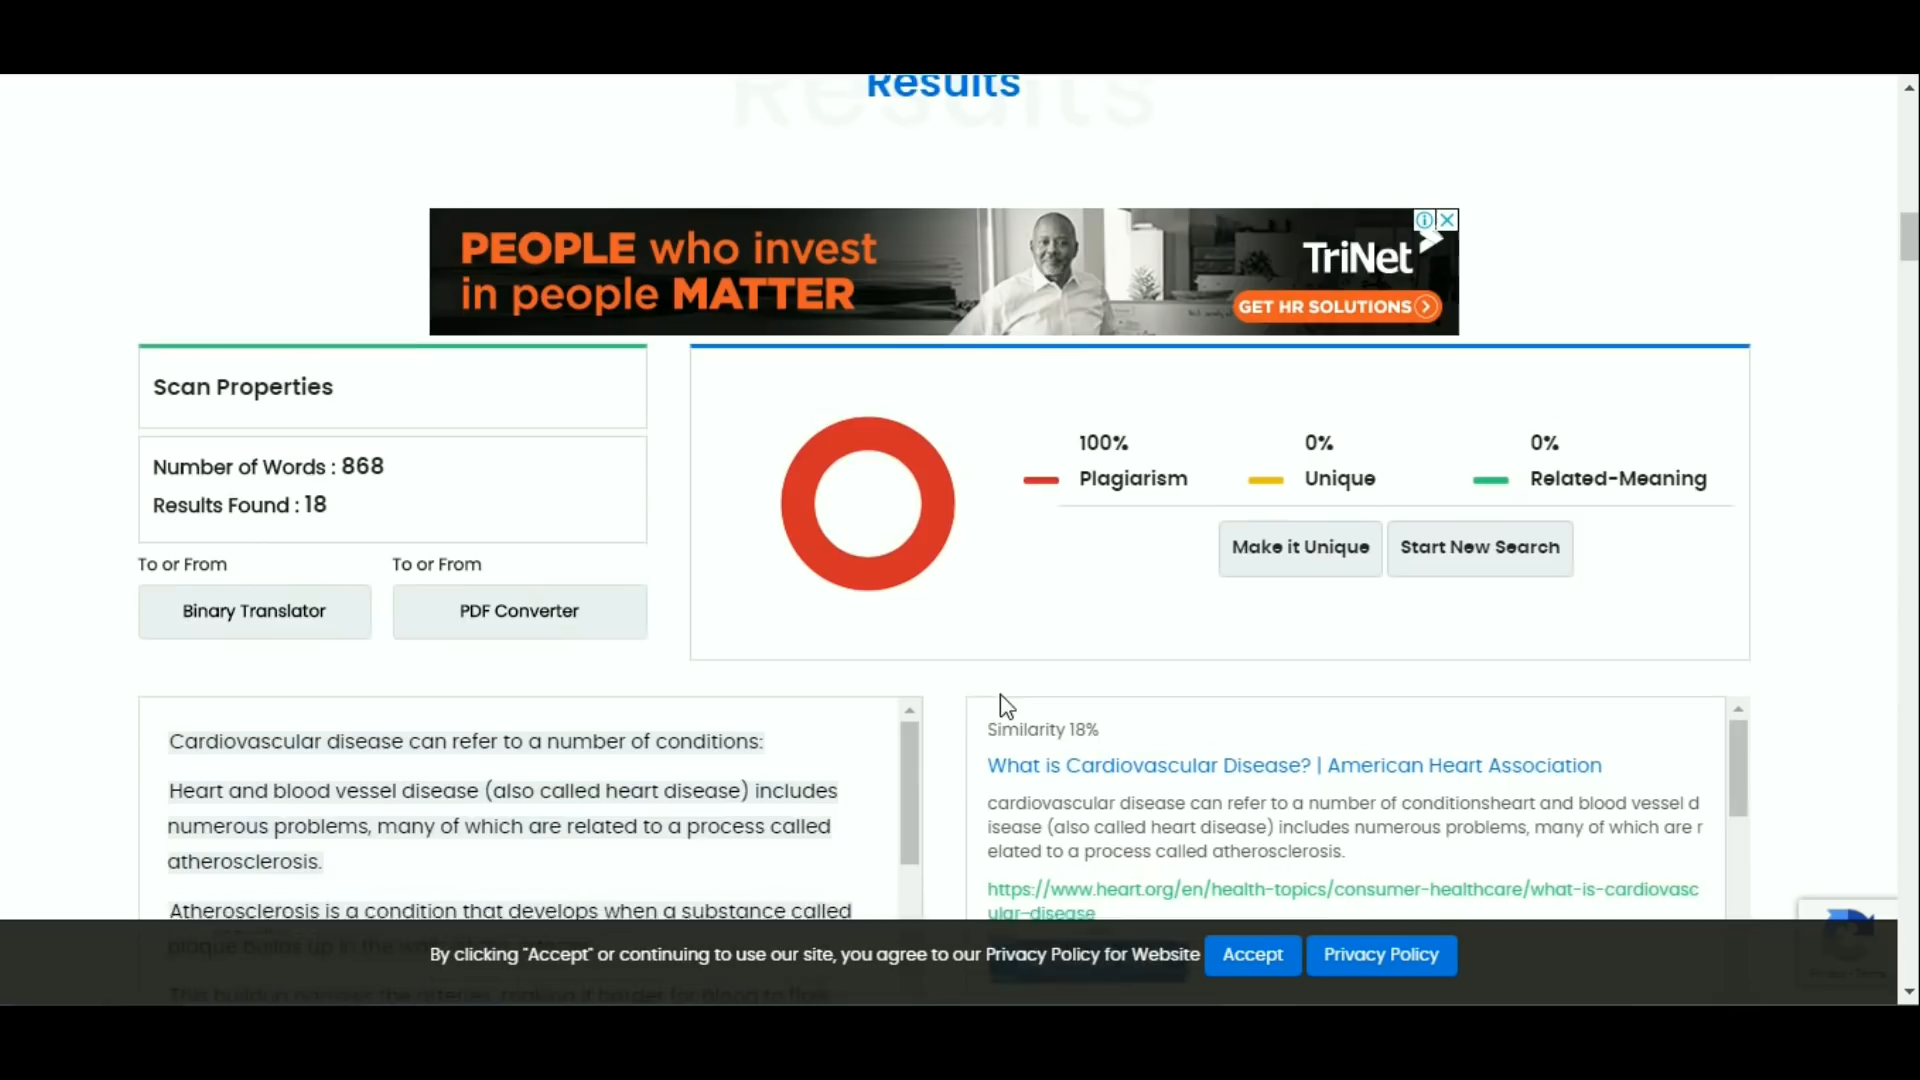 Results
Results
PEOPLE who invest
in people MATTER
TriNet
GET HR SOLUTIONS
Scan Properties
Number of Words : 868
Results Found : 18
To or From
To or From
Binary Translator
PDF Converter
100%
0%
0%
Plagiarism
Unique
Related-Meaning
Make it Unique
Start New Search
Cardiovascular disease can refer to a number of conditions:
Heart and blood vessel disease (also called heart disease) includes
numerous problems, many of which are related to a process called
atherosclerosis.
Atherosclerosis is a condition that develops when a substance called
plaque builds up in the
Similarity 18%
What is Cardiovascular Disease? | American Heart Association
cardiovascular disease can refer to a number of conditionsheart and blood vessel d
isease (also called heart disease) includes numerous problems, many of which are r
elated to a process called atherosclerosis.
https://www.heart.org/en/health-topics/consumer-healthcare/what-is-cardiovasc
ular-disease
By clicking "Accept" or continuing to use our site, you agree to our Privacy Policy for Website
Accept
Privacy Policy